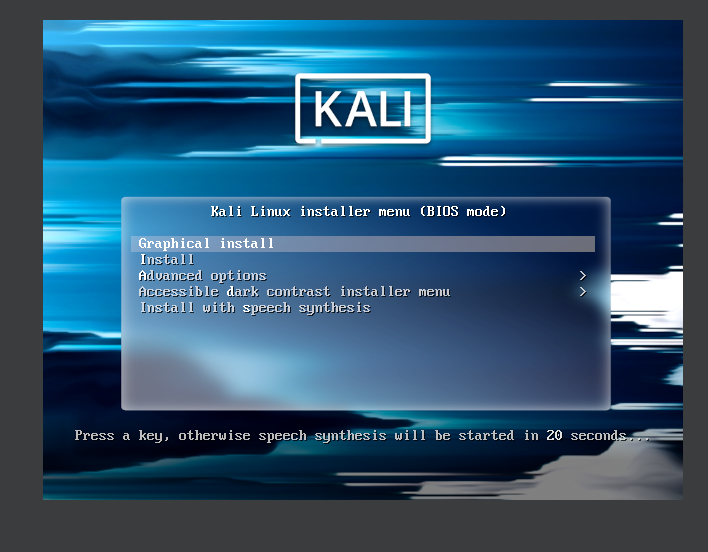 KALI
Kali Linux installer menu (BIOS mode)
Graphical install
Install
Advanced options >
Accessible dark contrast installer menu >
Install with speech synthesis
Press a key, otherwise speech synthesis will be started in 20 seconds...